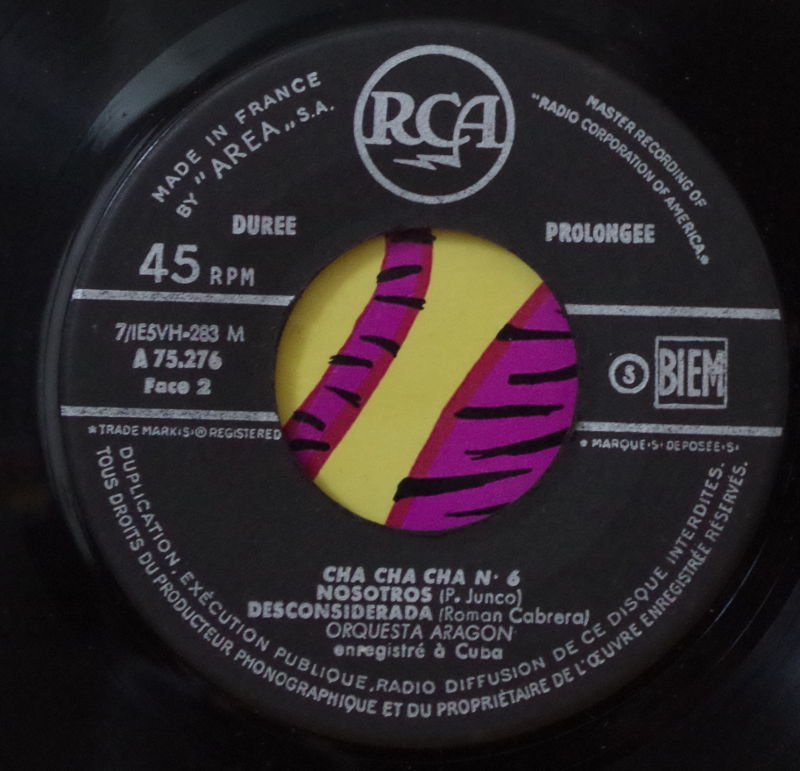 RCA
MADE IN FRANCE
BY "AREA" S.A.
MASTER RECORDING OF
"RADIO CORPORATION OF AMERICA."
DUREE PROLONGEE
45 RPM
7/IE5VH-283 M
A 75.276
Face 2
S BIEM
*TRADE MARK(S)® REGISTERED
• MARQUE·S· DEPOSÉE·S·
CHA CHA CHA N· 6
NOSOTROS (P. Junco)
DESCONSIDERADA (Roman Cabrera)
ORQUESTA ARAGON
enregistré à Cuba
DUPLICATION, EXÉCUTION PUBLIQUE, RADIO DIFFUSION DE CE DISQUE INTERDITES.
TOUS DROITS DU PRODUCTEUR PHONOGRAPHIQUE ET DU PROPRIÉTAIRE DE L'ŒUVRE ENREGISTRÉE RÉSERVÉS.